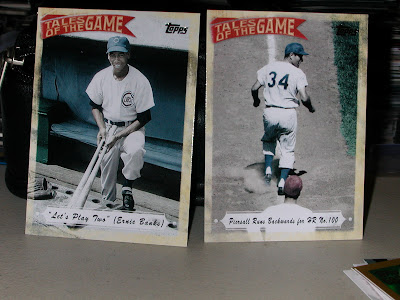 TALES
OF THE GAME
Topps
"Let's Play Two" (Ernie Banks)
TALES
OF THE GAME
Topps
34
Piersall Runs Backwards for HR No. 100